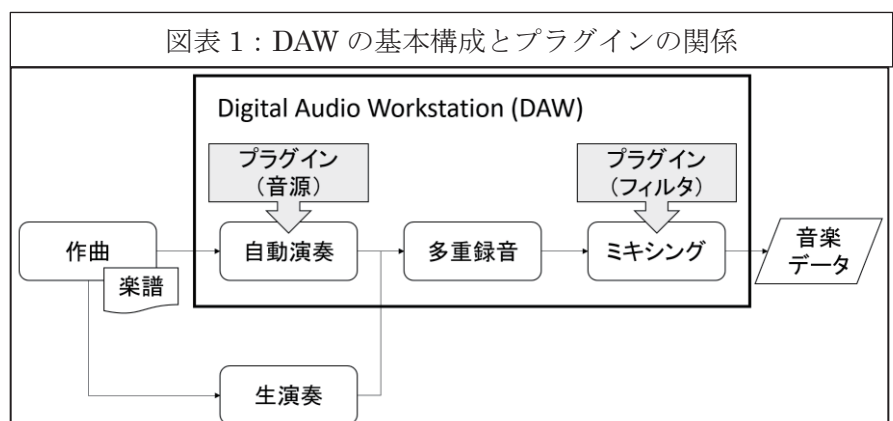 図表 1：DAW の基本構成とプラグインの関係
Digital Audio Workstation (DAW)
プラグイン
（音源）
プラグイン
（フィルタ）
作曲
楽譜
自動演奏
多重録音
ミキシング
音楽
データ
生演奏